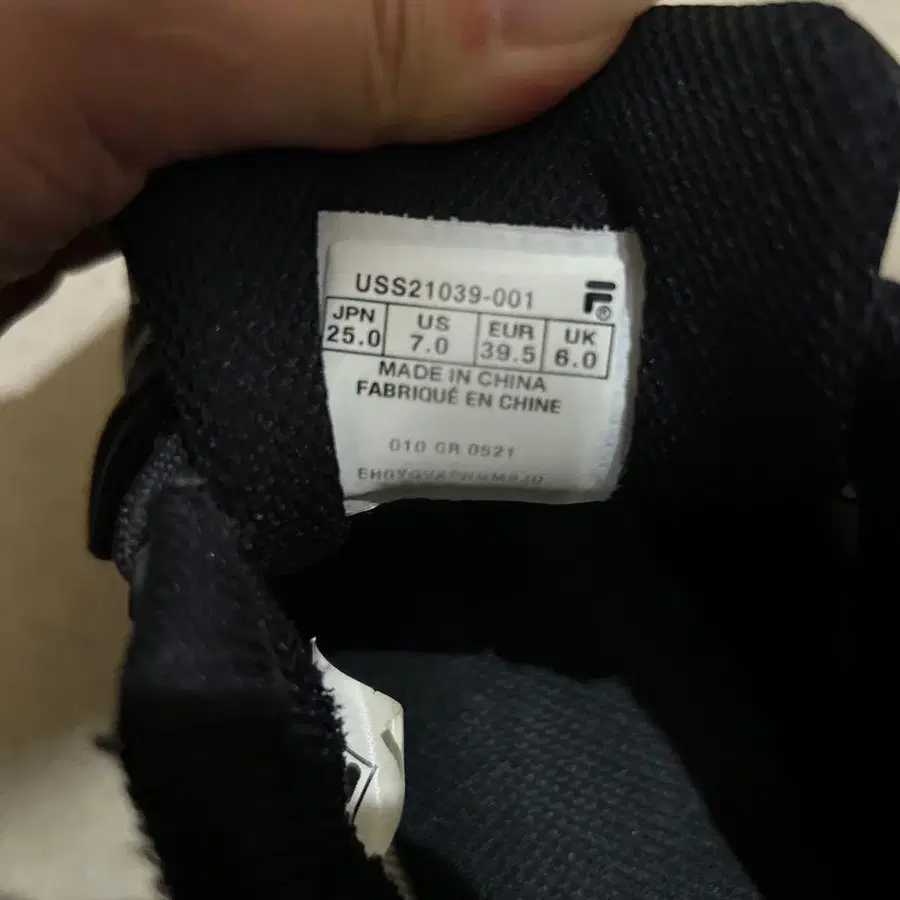 USS21039-001
JPN US EUR UK
25.0 7.0 39.5 6.0
MADE IN CHINA
FABRIQUÉ EN CHINE
010 GR 0521